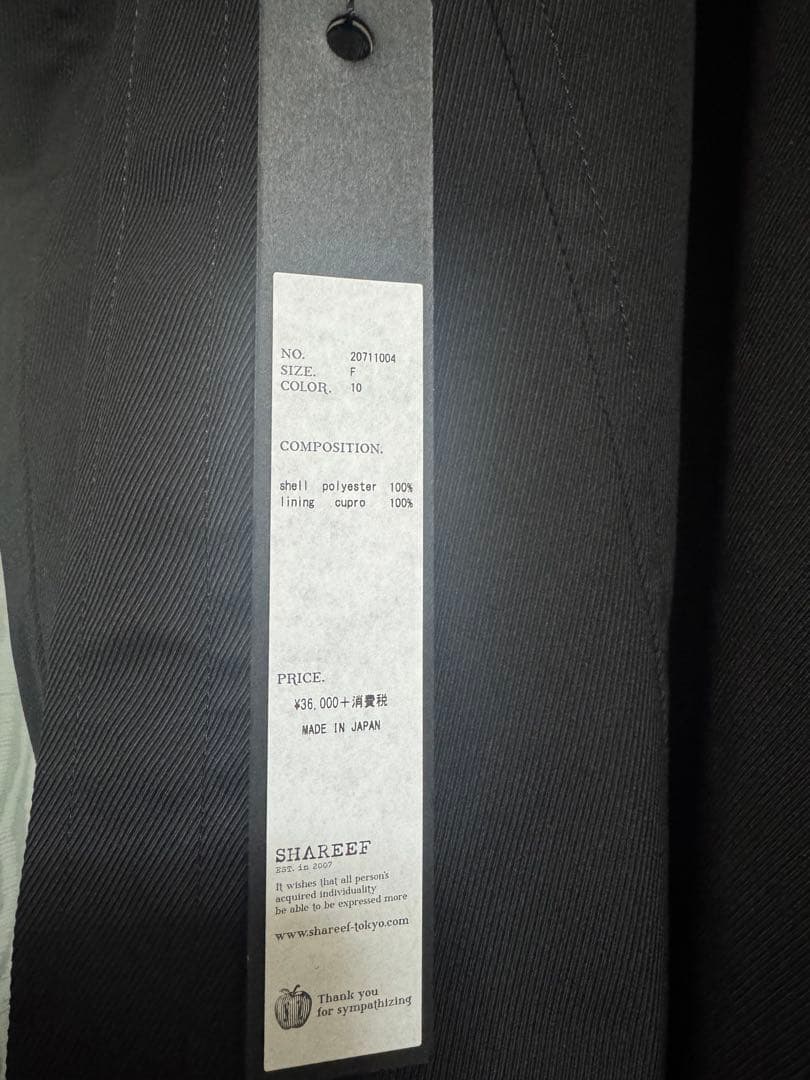 NO. 20711004
SIZE. F
COLOR. 10
COMPOSITION.
shell polyester 100%
lining cupro 100%
PRICE.
¥36,000+消費税
MADE IN JAPAN
SHAREEF
EST. in 2007
It wishes that all person's
acquired individuality
be able to be expressed more
www.shareef-tokyo.com
Thank you
for sympathizing